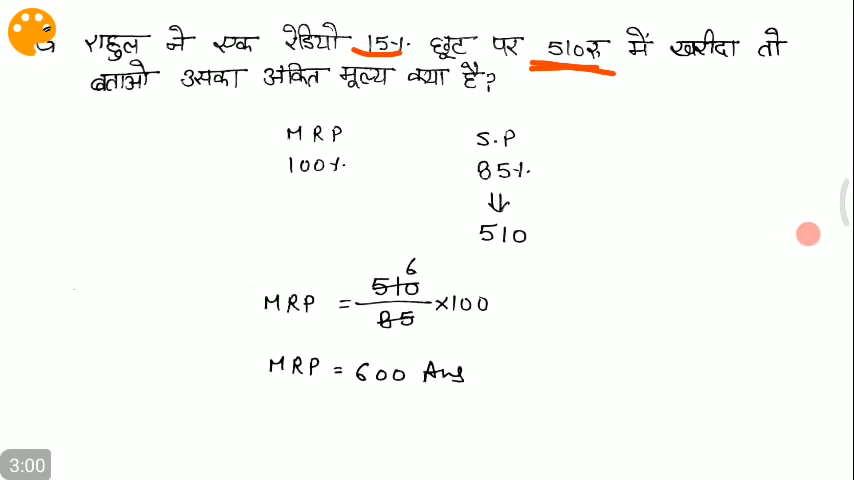 राहुल ने एक रेडियो 15% छूट पर 510रु में खरीदा तो
बताओ उसका अंकित मूल्य क्या है?
MRP S.P
100% 85%
⇓
510
6
MRP = 510/85 ×100
MRP = 600 Ans
3:00